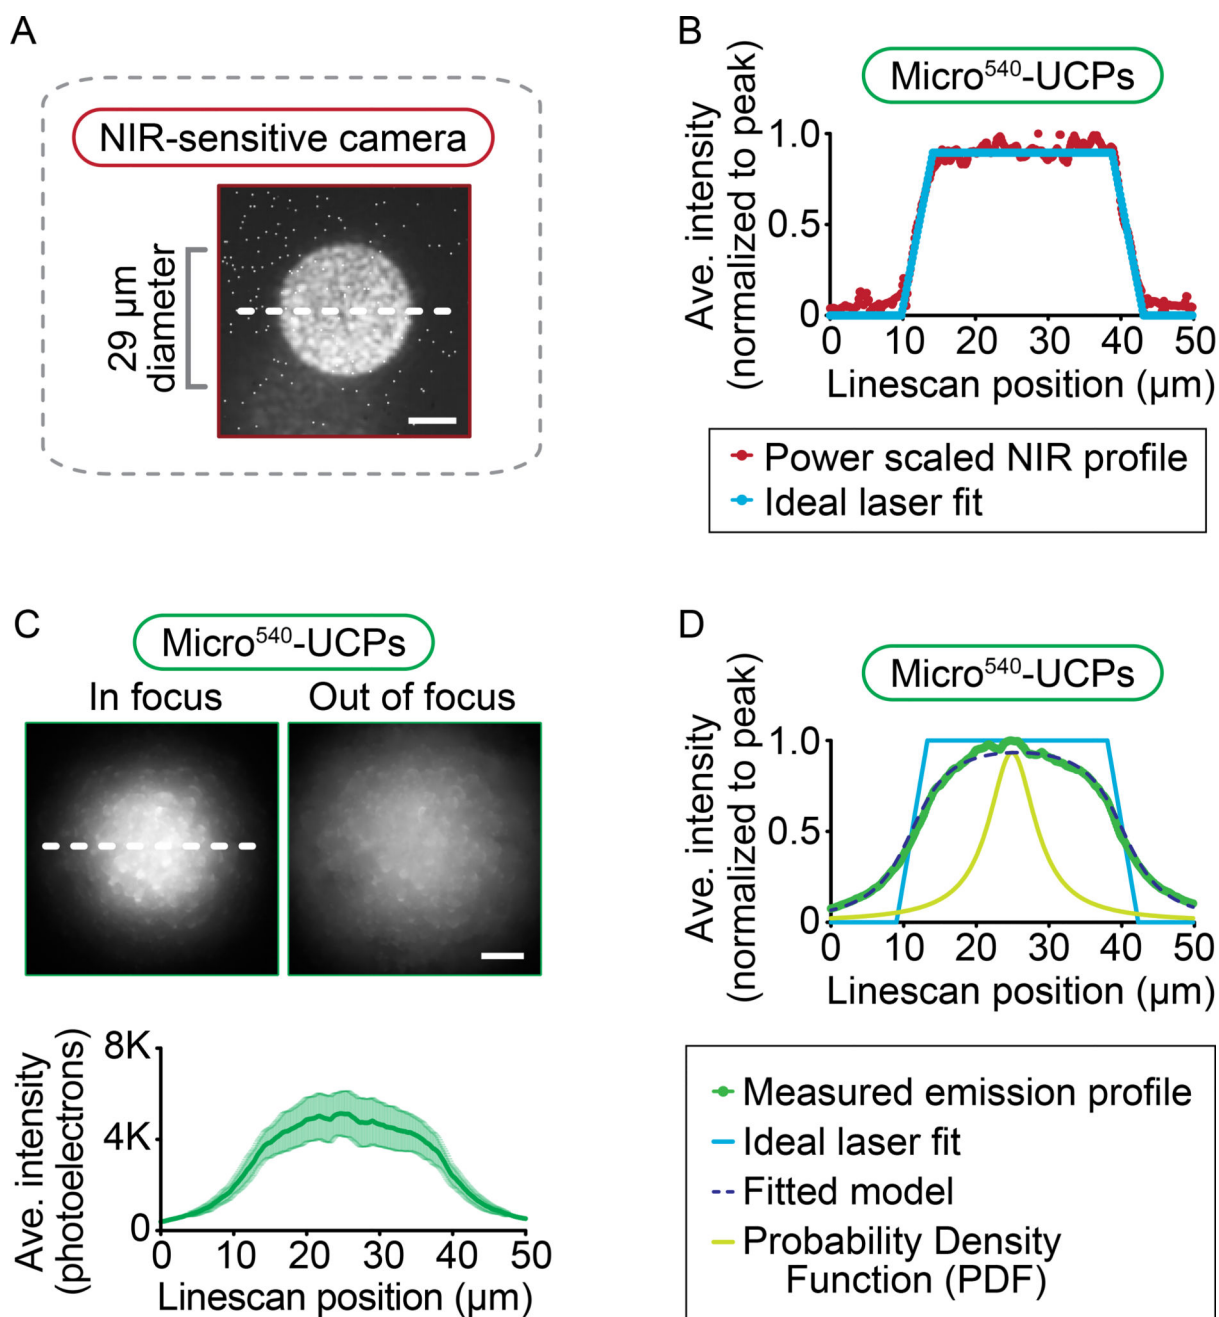 A
NIR-sensitive camera
29 µm
diameter
B
Micro⁵⁴⁰-UCPs
Ave. intensity
(normalized to peak)
1.0
0.5
0
0 10 20 30 40 50
Linescan position (µm)
Power scaled NIR profile
Ideal laser fit
C
Micro⁵⁴⁰-UCPs
In focus
Out of focus
Ave. intensity
(photoelectrons)
8K
4K
0
0 10 20 30 40 50
Linescan position (µm)
D
Micro⁵⁴⁰-UCPs
Ave. intensity
(normalized to peak)
1.0
0.5
0
0 10 20 30 40 50
Linescan position (µm)
Measured emission profile
Ideal laser fit
Fitted model
Probability Density
Function (PDF)